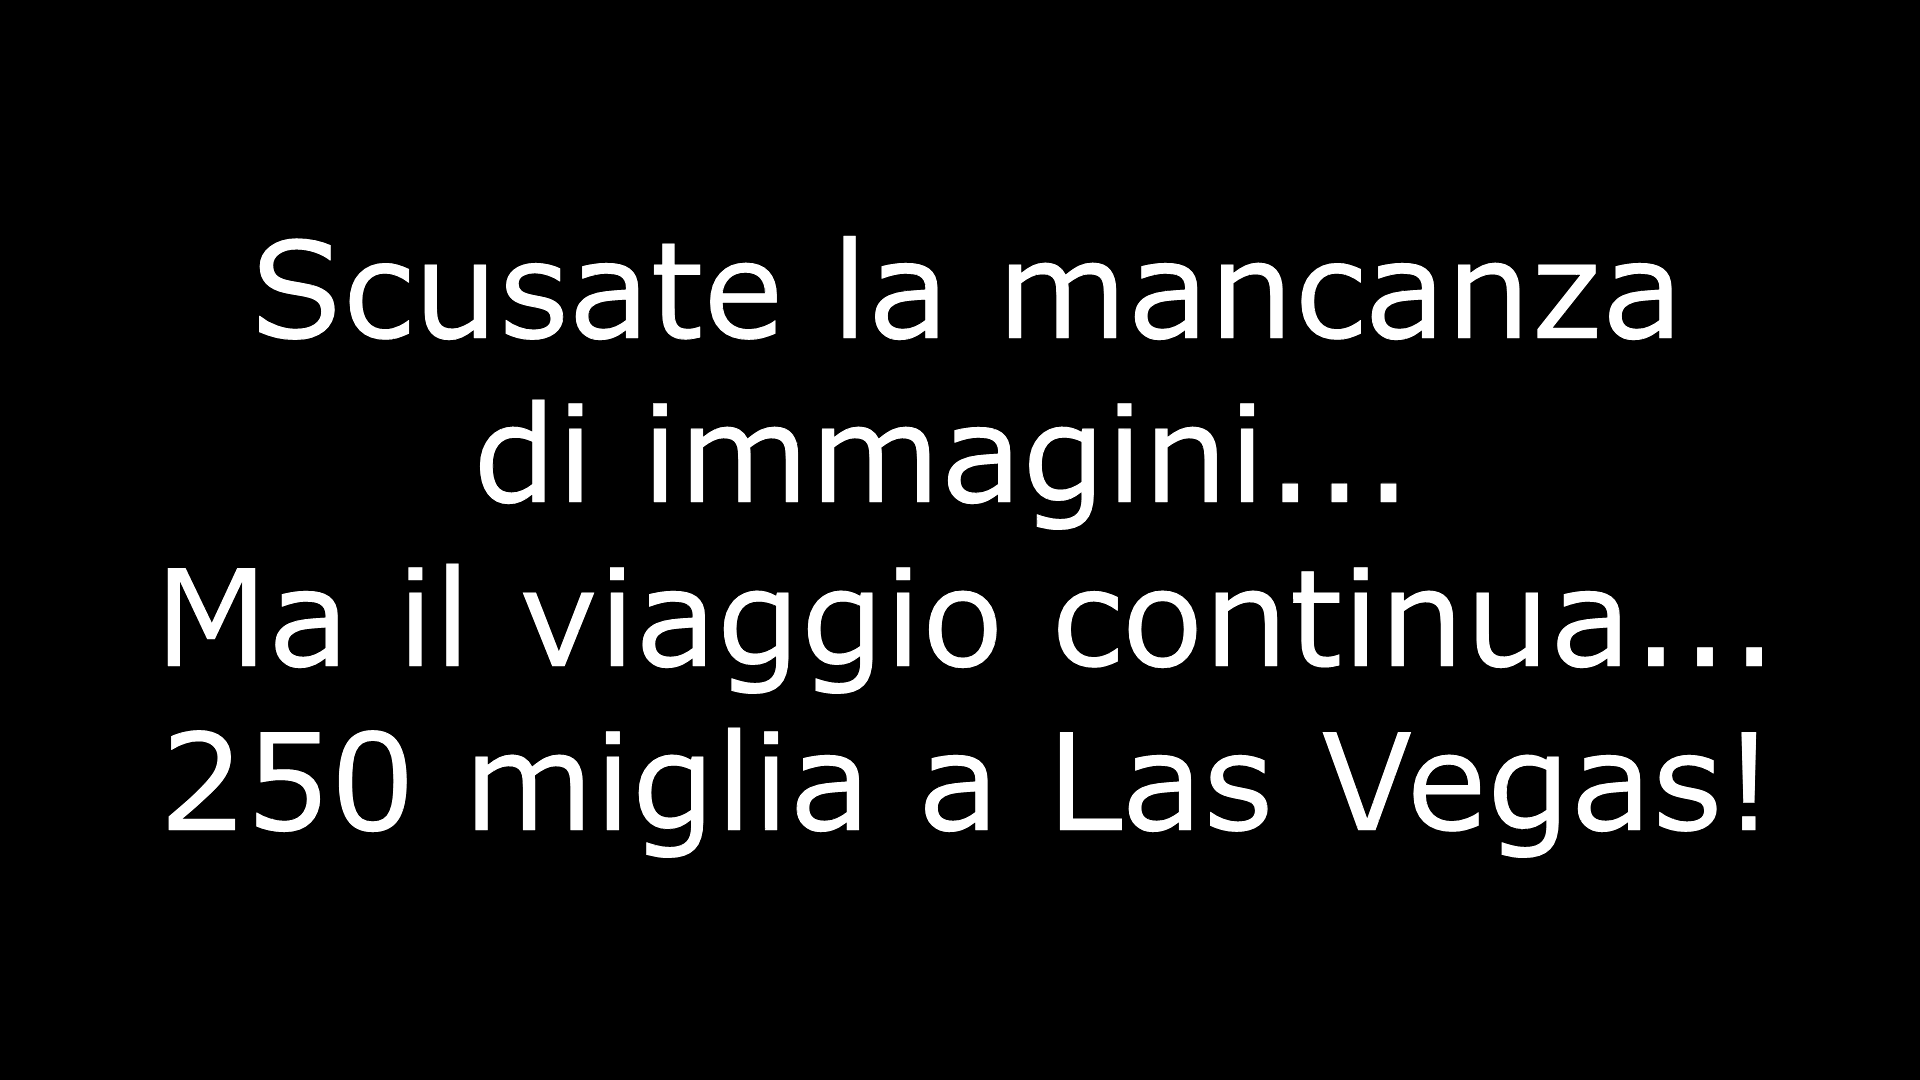 Scusate la mancanza
di immagini...
Ma il viaggio continua...
250 miglia a Las Vegas!